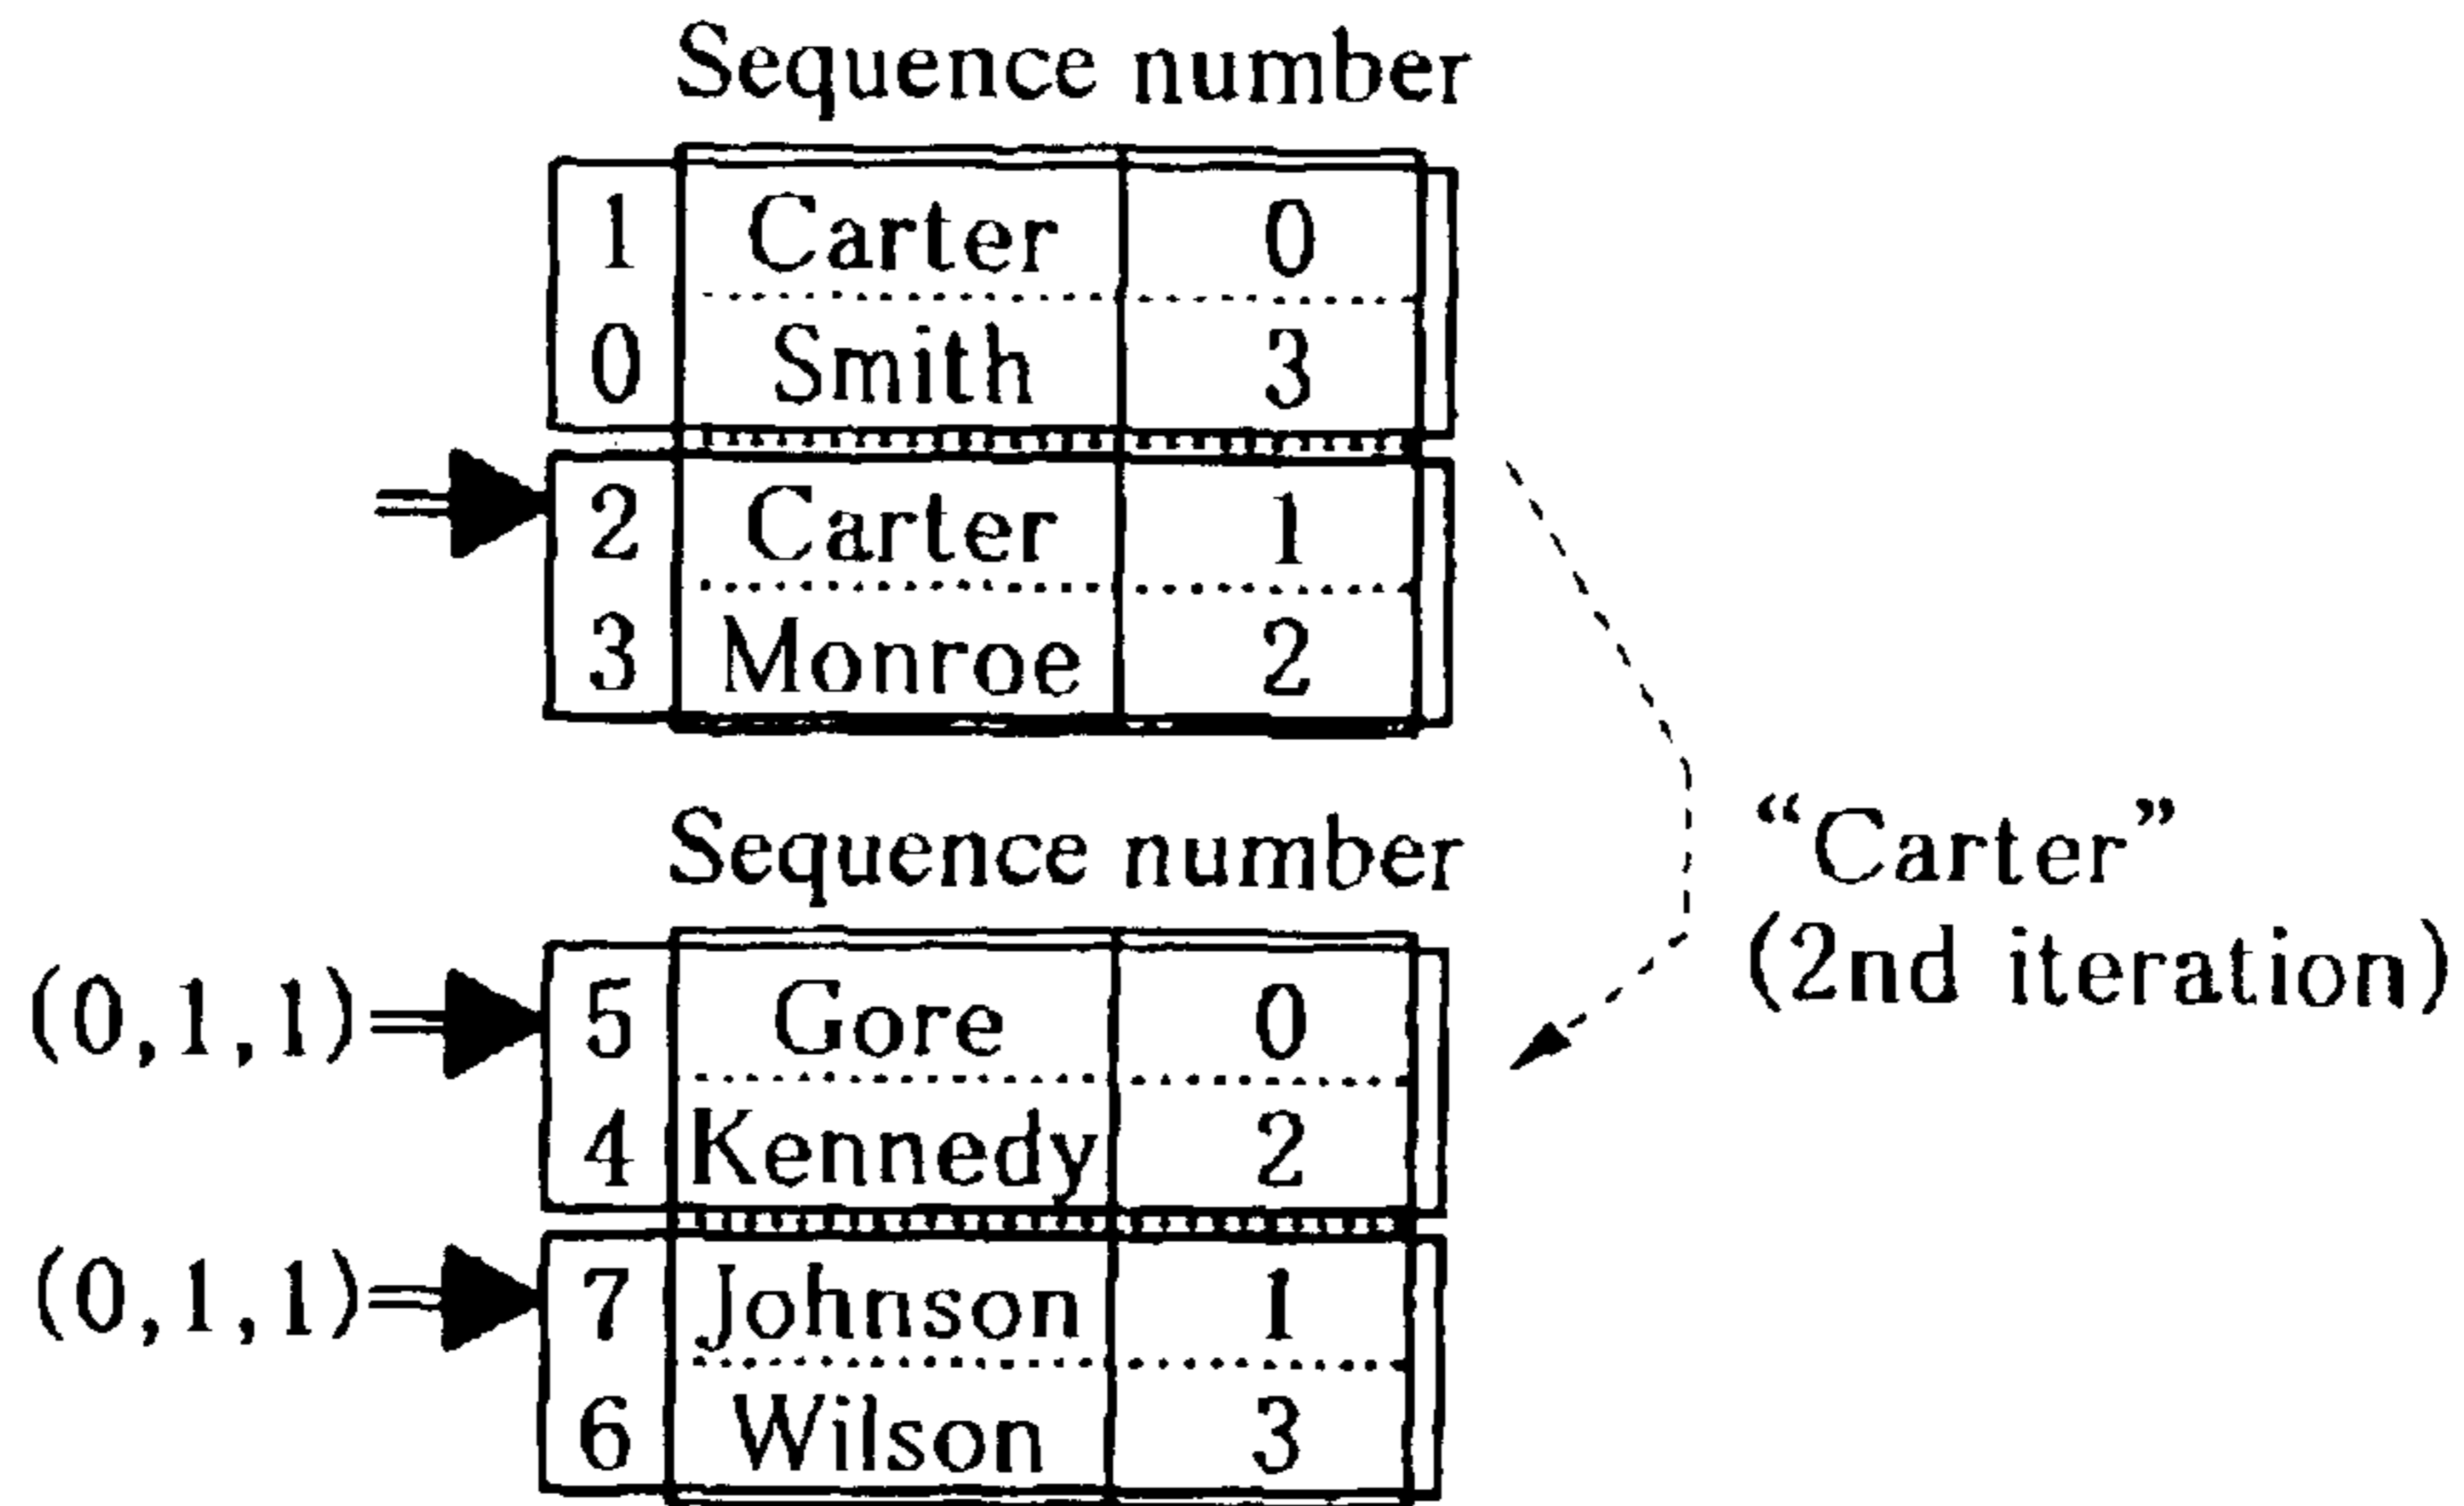 Sequence number
1 Carter 0
0 Smith 3
2 Carter 1
3 Monroe 2
Sequence number
“Carter”
(2nd iteration)
(0,1,1) 5 Gore 0
4 Kennedy 2
(0,1,1) 7 Johnson 1
6 Wilson 3